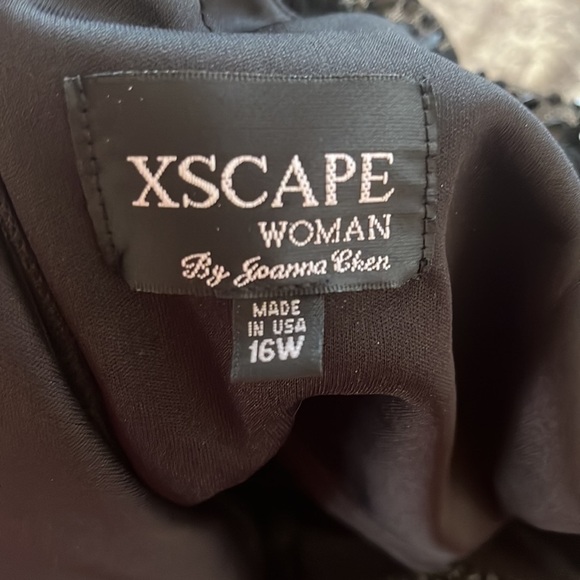 XSCAPE
WOMAN
By Joanna Chen
MADE
IN USA
16W